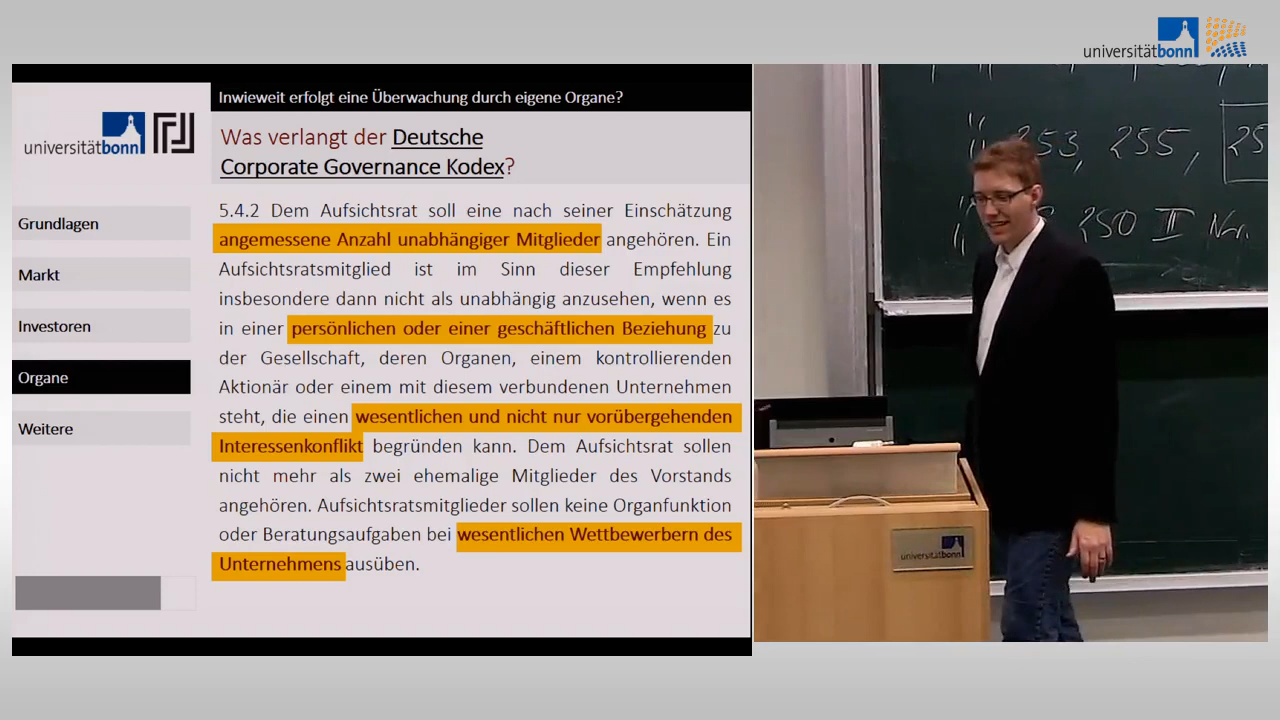 universitätbonn
Inwieweit erfolgt eine Überwachung durch eigene Organe?
universitätbonn
Was verlangt der Deutsche
Corporate Governance Kodex?
Grundlagen
Markt
Investoren
Organe
Weitere
5.4.2 Dem Aufsichtsrat soll eine nach seiner Einschätzung
angemessene Anzahl unabhängiger Mitglieder angehören. Ein
Aufsichtsratsmitglied ist im Sinn dieser Empfehlung
insbesondere dann nicht als unabhängig anzusehen, wenn es
in einer persönlichen oder einer geschäftlichen Beziehung zu
der Gesellschaft, deren Organen, einem kontrollierenden
Aktionär oder einem mit diesem verbundenen Unternehmen
steht, die einen wesentlichen und nicht nur vorübergehenden
Interessenkonflikt begründen kann. Dem Aufsichtsrat sollen
nicht mehr als zwei ehemalige Mitglieder des Vorstands
angehören. Aufsichtsratsmitglieder sollen keine Organfunktion
oder Beratungsaufgaben bei wesentlichen Wettbewerbern des
Unternehmens ausüben.
253, 255, 25
250 II Nr.
universitätbonn